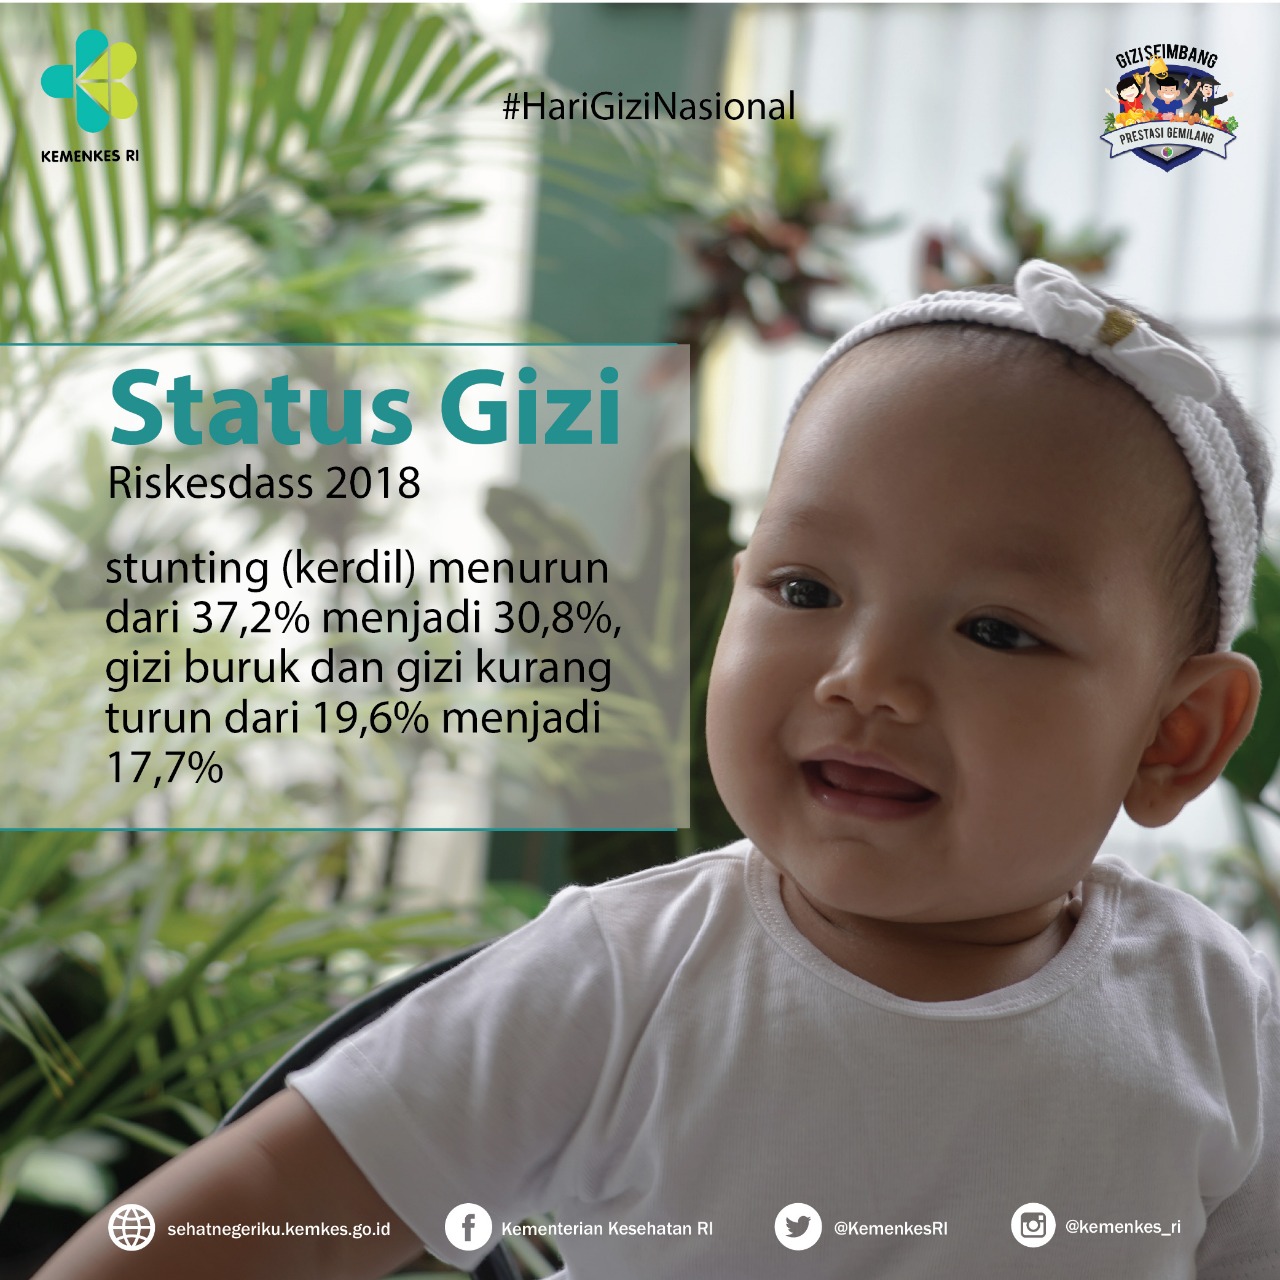 KEMENKES RI
#HariGiziNasional
GIZI SEIMBANG
PRESTASI GEMILANG
Status Gizi
Riskesdass 2018
stunting (kerdil) menurun
dari 37,2% menjadi 30,8%,
gizi buruk dan gizi kurang
turun dari 19,6% menjadi
17,7%
sehatnegeriku.kemkes.go.id
Kementerian Kesehatan RI
@KemenkesRI
@kemenkes_ri